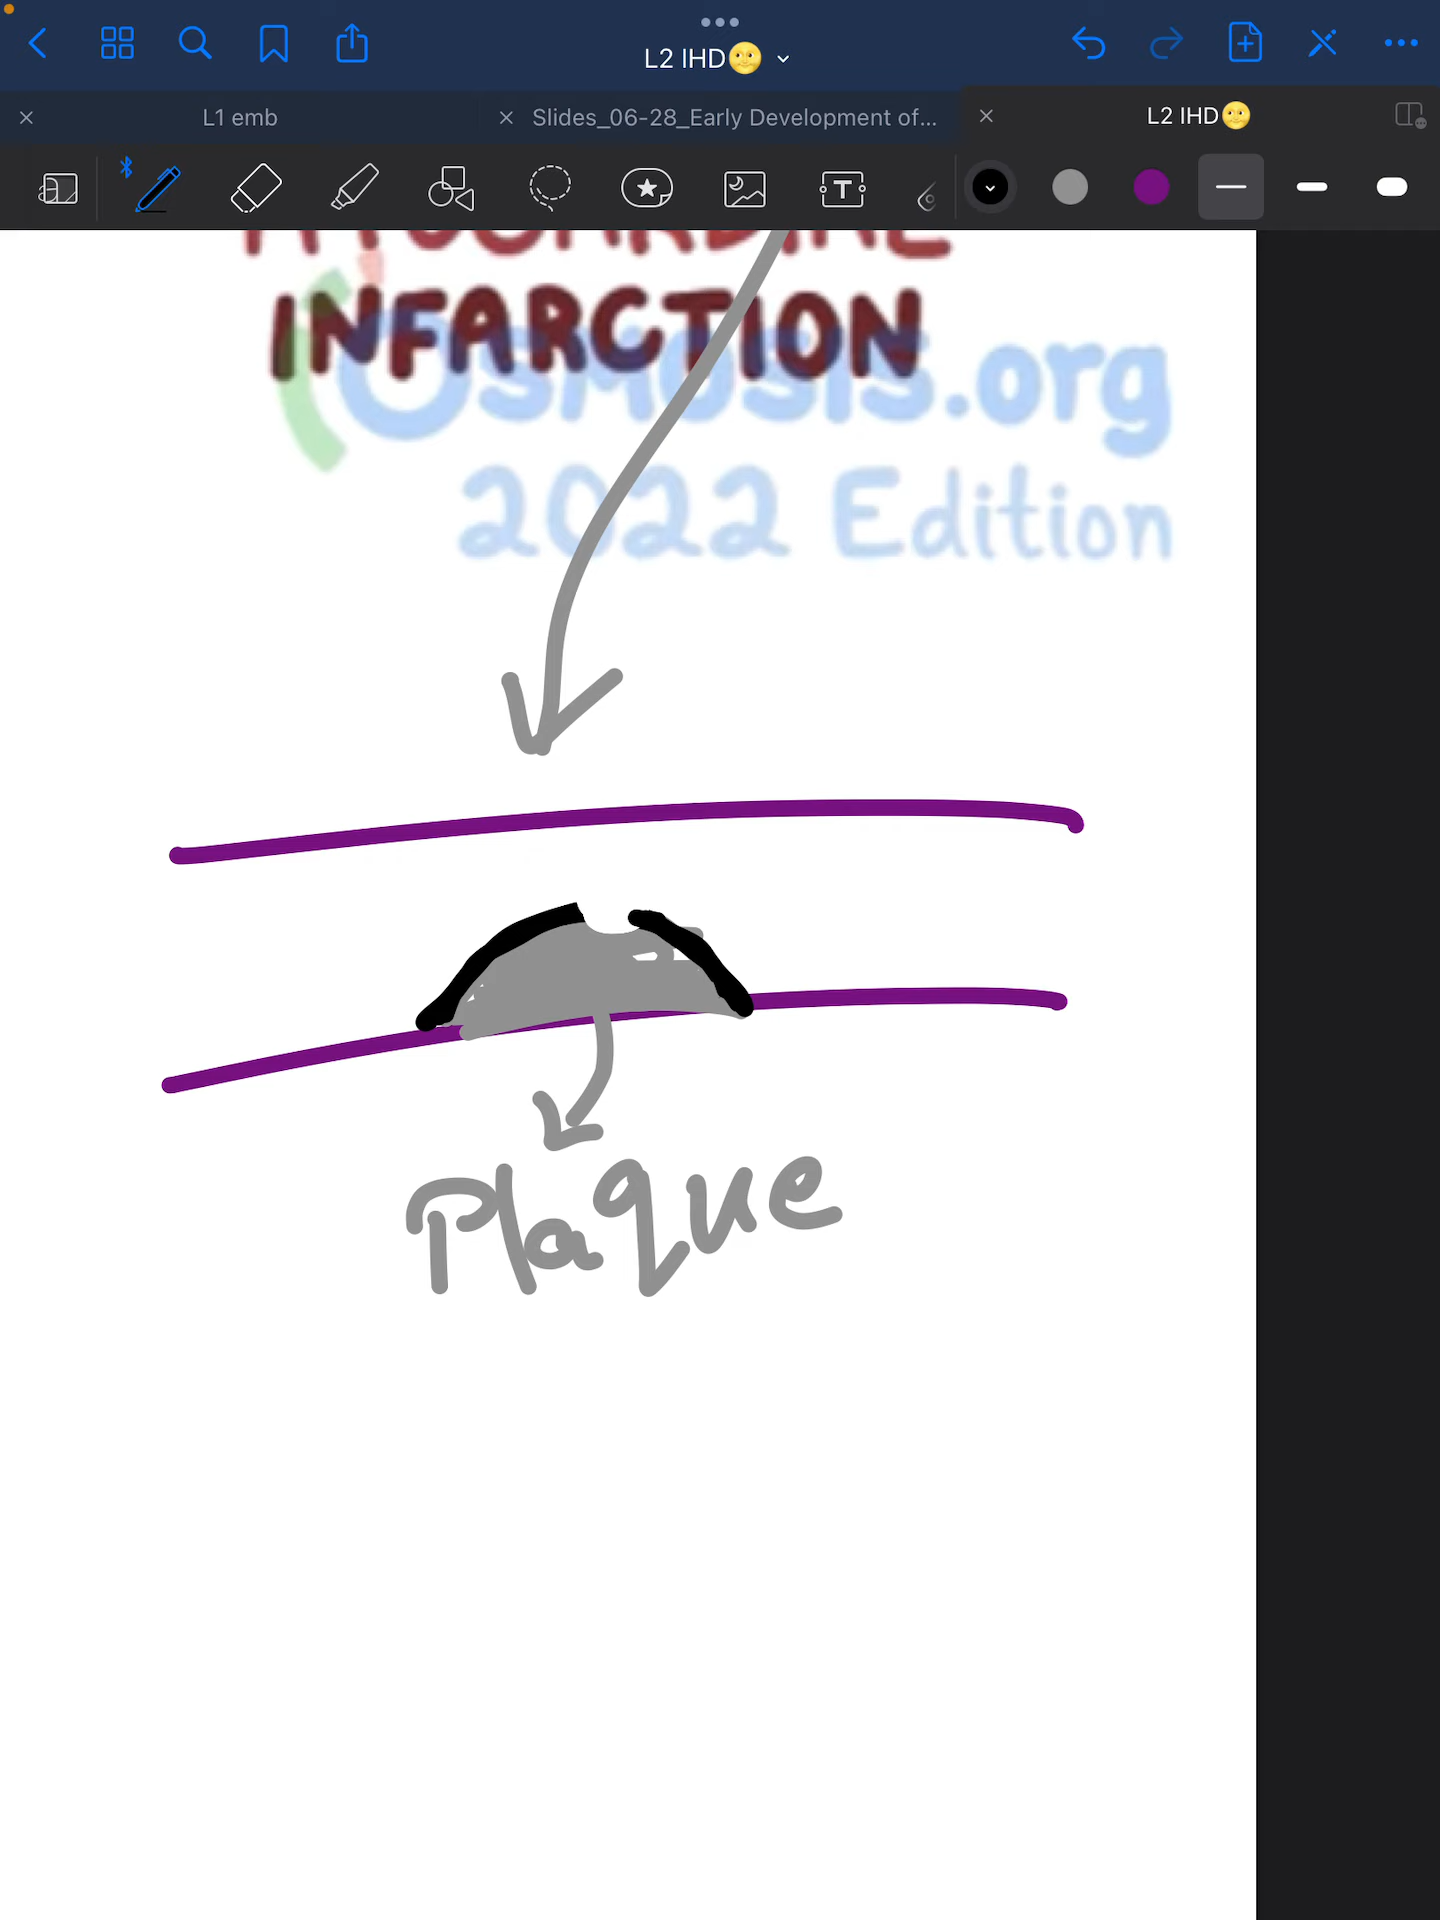 L2 IHD🌝
L1 emb
Slides_06-28_Early Development of...
L2 IHD🌝
INFARCTION
OSMOSIS.org
2022 Edition
Plaque